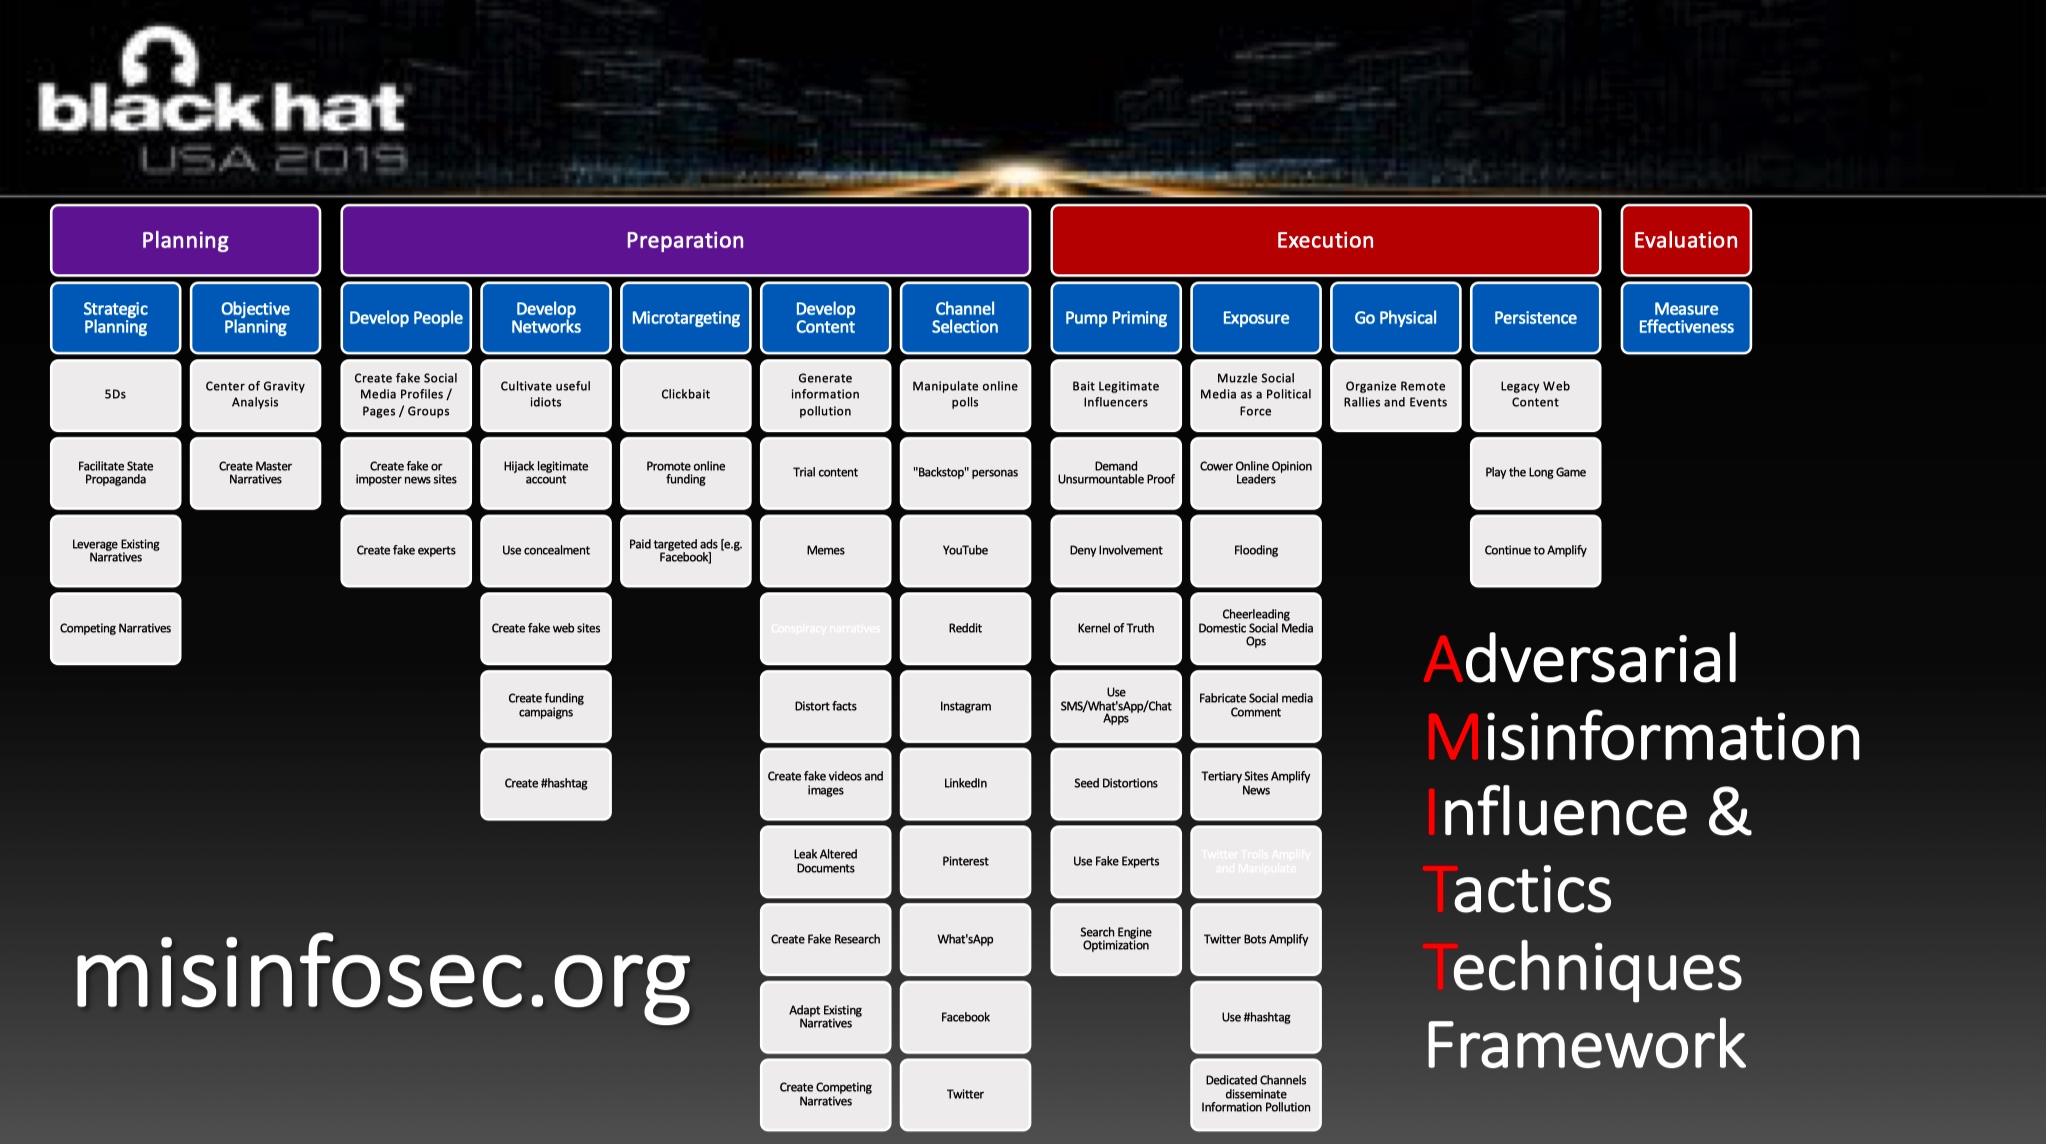 black hat
USA 2019
Planning
Preparation
Execution
Evaluation
Strategic
Planning
Objective
Planning
Develop People
Develop
Networks
Microtargeting
Develop
Content
Channel
Selection
Pump Priming
Exposure
Go Physical
Persistence
Measure
Effectiveness
5Ds
Center of Gravity
Analysis
Create fake Social
Media Profiles /
Pages / Groups
Cultivate useful
idiots
Clickbait
Generate
information
pollution
Manipulate online
polls
Bait Legitimate
Influencers
Muzzle Social
Media as a Political
Force
Organize Remote
Rallies and Events
Legacy Web
Content
Facilitate State
Propaganda
Create Master
Narratives
Create fake or
imposter news sites
Hijack legitimate
account
Promote online
funding
Trial content
"Backstop" personas
Demand
Unsurmountable Proof
Cower Online Opinion
Leaders
Play the Long Game
Leverage Existing
Narratives
Create fake experts
Use concealment
Paid targeted ads [e.g.
Facebook]
Memes
YouTube
Deny Involvement
Flooding
Continue to Amplify
Competing Narratives
Create fake web sites
Conspiracy narratives
Reddit
Kernel of Truth
Cheerleading
Domestic Social Media
Ops
Create funding
campaigns
Distort facts
Instagram
Use
SMS/What'sApp/Chat
Apps
Fabricate Social media
Comment
Create #hashtag
Create fake videos and
images
LinkedIn
Seed Distortions
Tertiary Sites Amplify
News
Leak Altered
Documents
Pinterest
Use Fake Experts
Twitter Trolls Amplify
and Manipulate
Create Fake Research
What'sApp
Search Engine
Optimization
Twitter Bots Amplify
Adapt Existing
Narratives
Facebook
Use #hashtag
Create Competing
Narratives
Twitter
Dedicated Channels
disseminate
Information Pollution
misinfosec.org
Adversarial
Misinformation
Influence &
Tactics
Techniques
Framework